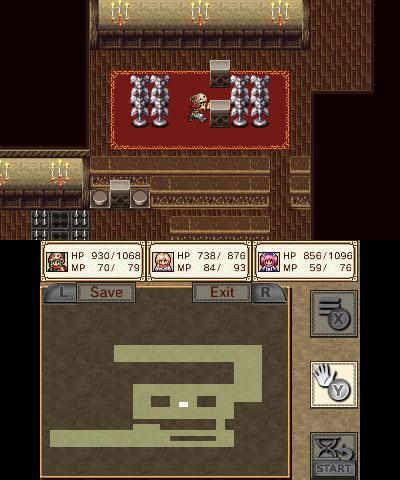 HP 930/1068 HP 738/ 876 HP 856/1096
MP 70/ 79 MP 84/ 93 MP 59/ 76
L Save Exit R
X
Y
START